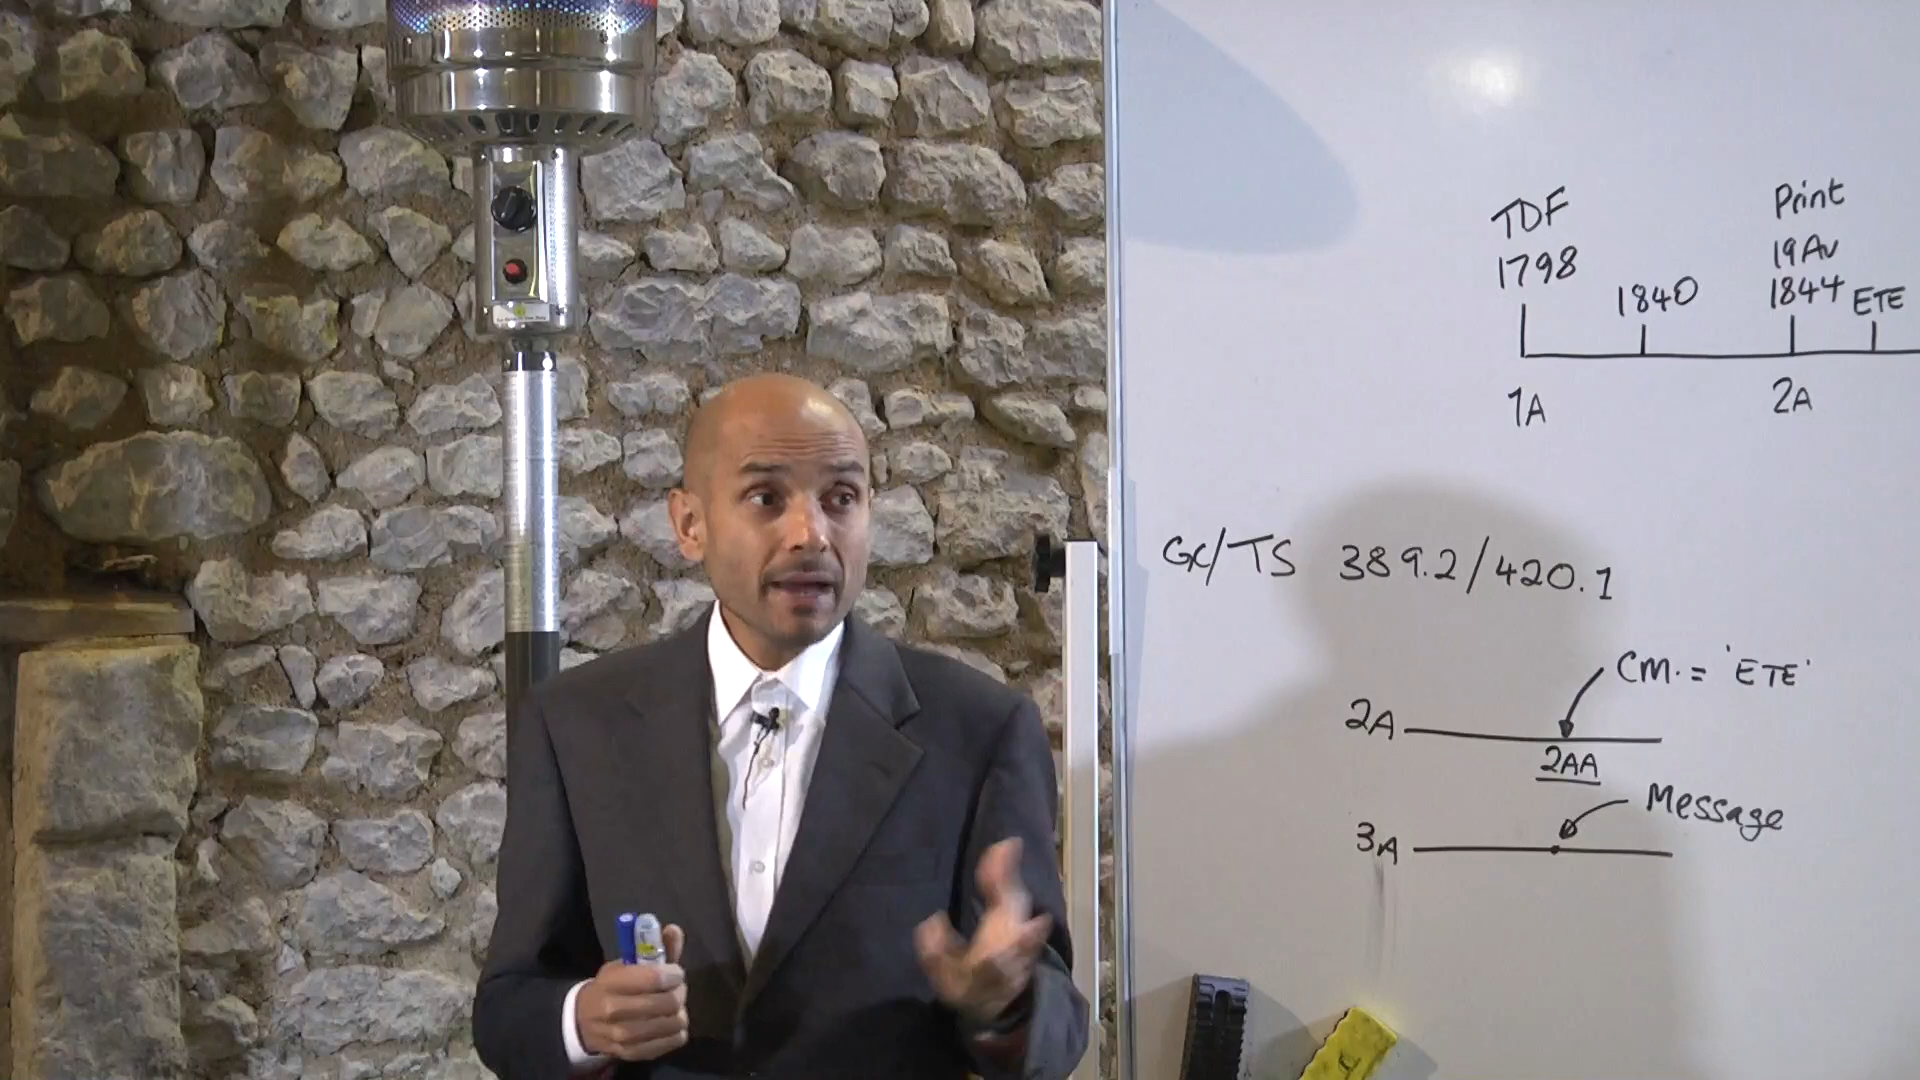 TDF
1798
1840
Print
19Av
1844
ETE
1A
2A
GC/TS 389.2/420.1
CM. = 'ETE'
2A
2AA
Message
3A